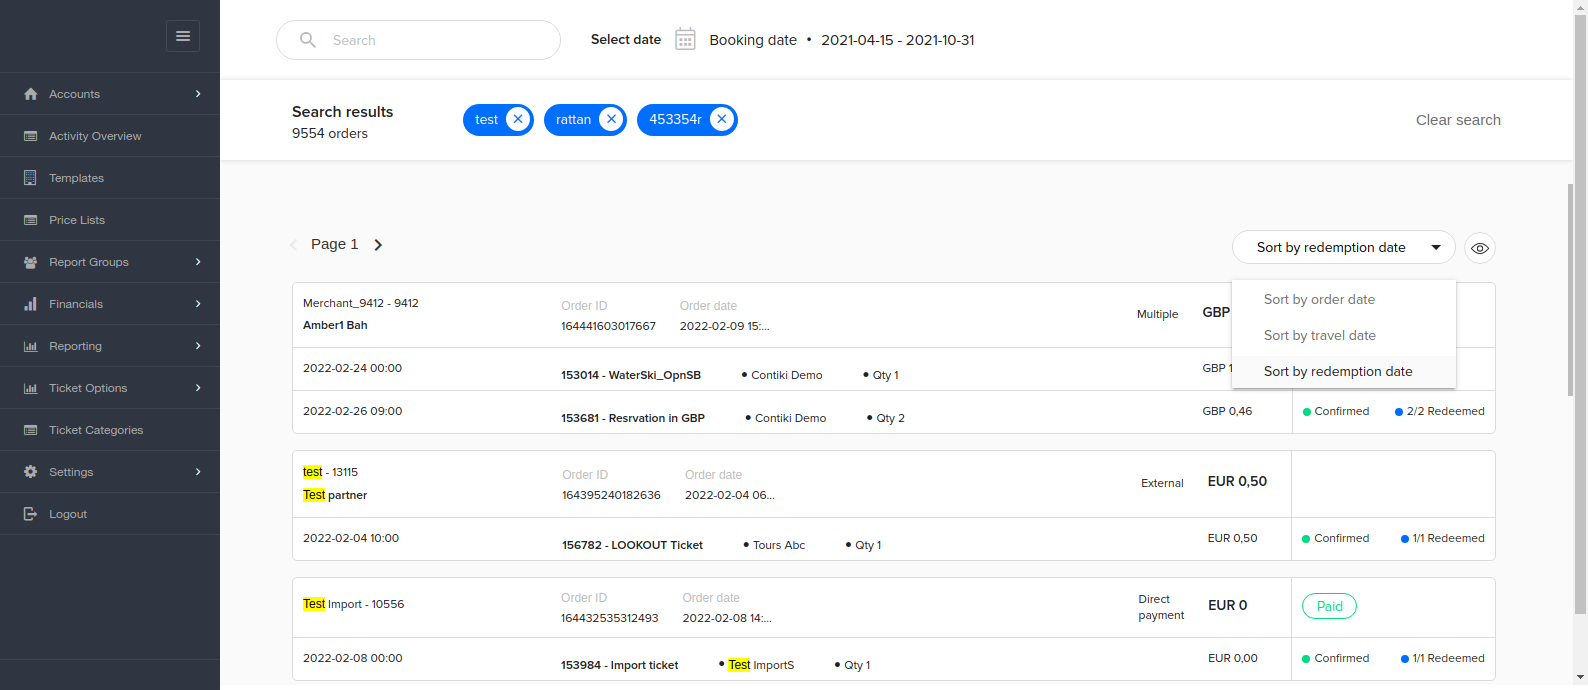 Search
Select date
Booking date • 2021-04-15 - 2021-10-31
Accounts
Activity Overview
Templates
Price Lists
Report Groups
Financials
Reporting
Ticket Options
Ticket Categories
Settings
Logout
Search results
9554 orders
test
rattan
453354r
Clear search
Page 1
Sort by redemption date
Sort by order date
Sort by travel date
Sort by redemption date
Merchant_9412 - 9412
Amber1 Bah
Order ID
164441603017667
Order date
2022-02-09 15:...
Multiple
GBP
2022-02-24 00:00
153014 - WaterSki_OpnSB
• Contiki Demo
• Qty 1
GBP 1
2022-02-26 09:00
153681 - Resrvation in GBP
• Contiki Demo
• Qty 2
GBP 0,46
Confirmed
2/2 Redeemed
test - 13115
Test partner
Order ID
164395240182636
Order date
2022-02-04 06...
External
EUR 0,50
2022-02-04 10:00
156782 - LOOKOUT Ticket
• Tours Abc
• Qty 1
EUR 0,50
Confirmed
1/1 Redeemed
Test Import - 10556
Order ID
164432535312493
Order date
2022-02-08 14:...
Direct
payment
EUR 0
Paid
2022-02-08 00:00
153984 - Import ticket
• Test ImportS
• Qty 1
EUR 0,00
Confirmed
1/1 Redeemed